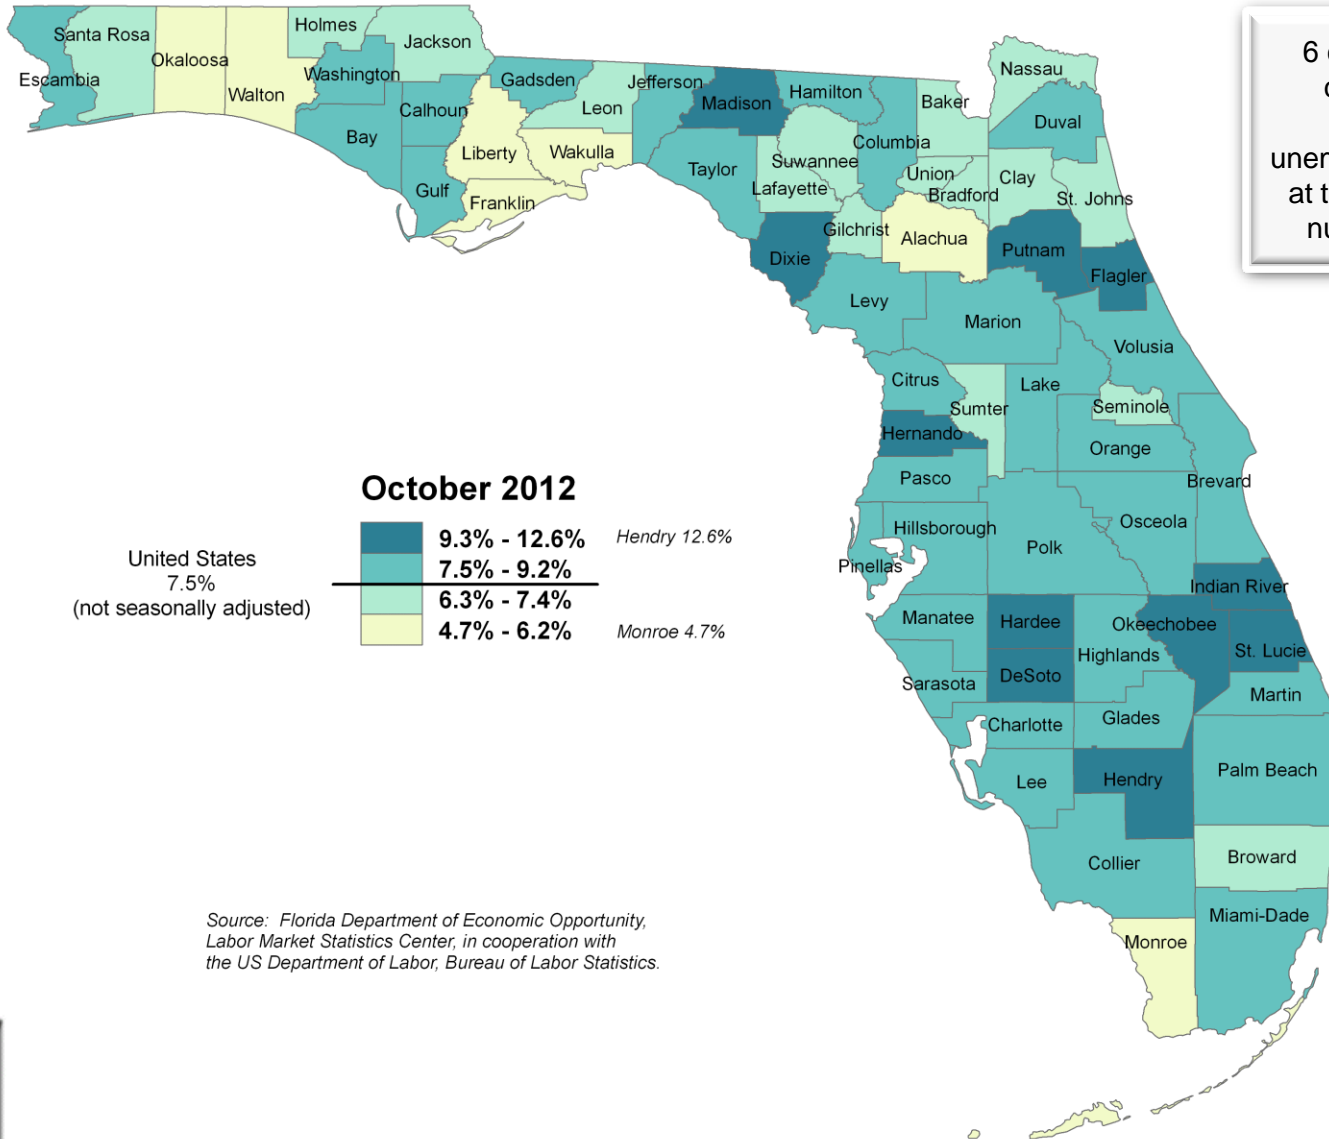 Santa Rosa
Holmes
Jackson
Okaloosa
Escambia
Walton
Washington
Gadsden
Jefferson
Calhoun
Leon
Madison
Hamilton
Baker
Nassau
Bay
Liberty
Wakulla
Taylor
Suwannee
Columbia
Duval
Gulf
Franklin
Lafayette
Union
Bradford
Clay
St. Johns
Dixie
Gilchrist
Alachua
Putnam
Flagler
Levy
Marion
Volusia
Citrus
Sumter
Lake
Seminole
Hernando
Orange
Pasco
Brevard
Hillsborough
Osceola
Polk
Pinellas
Indian River
Manatee
Hardee
Okeechobee
Highlands
St. Lucie
Sarasota
DeSoto
Martin
Charlotte
Glades
Lee
Hendry
Palm Beach
Collier
Broward
Miami-Dade
Monroe
6
at
October 2012
9.3% - 12.6% Hendry 12.6%
7.5% - 9.2%
6.3% - 7.4%
4.7% - 6.2% Monroe 4.7%
United States
7.5%
(not seasonally adjusted)
Source: Florida Department of Economic Opportunity,
Labor Market Statistics Center, in cooperation with
the US Department of Labor, Bureau of Labor Statistics.